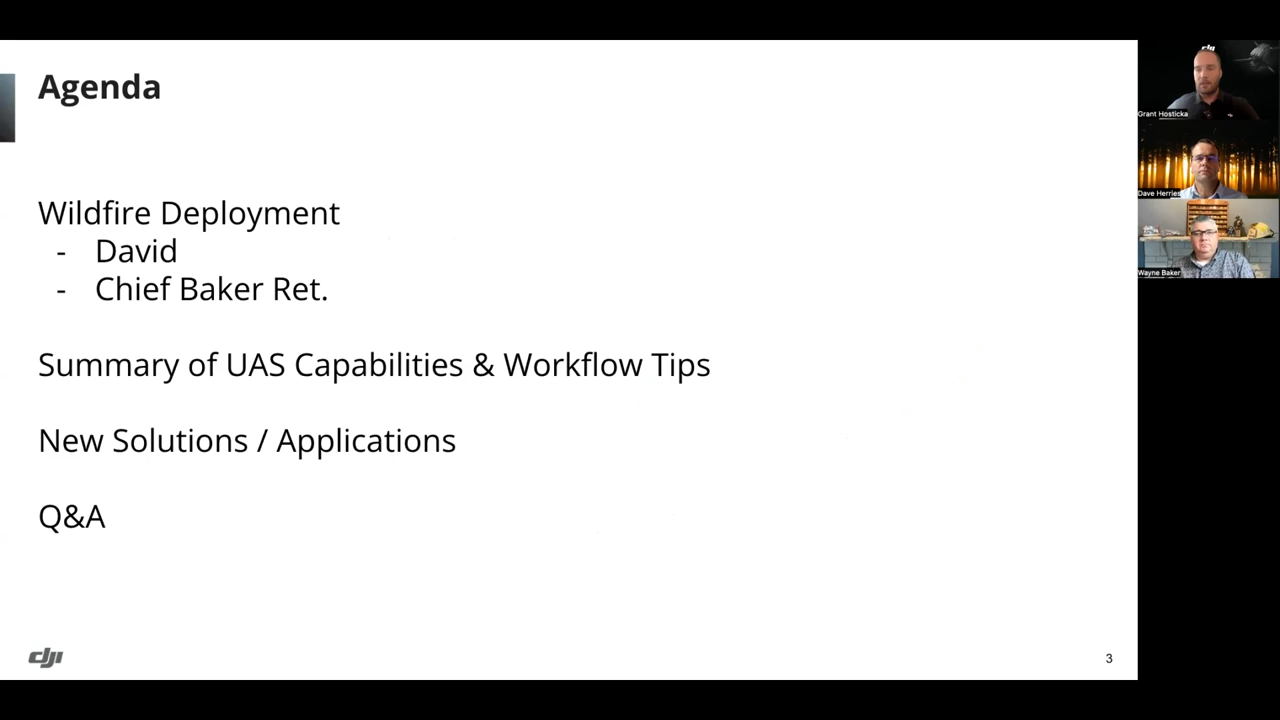 Agenda
Wildfire Deployment
- David
- Chief Baker Ret.
Summary of UAS Capabilities & Workflow Tips
New Solutions / Applications
Q&A
dji
3
dji
Grant Hosticka
Dave Herries
Wayne Baker